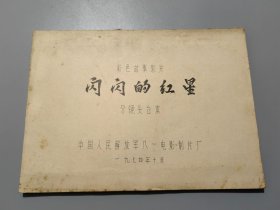 彩色故事影片
闪闪的红星
分镜头台本
中国人民解放军八一电影制片厂
一九七四年十月